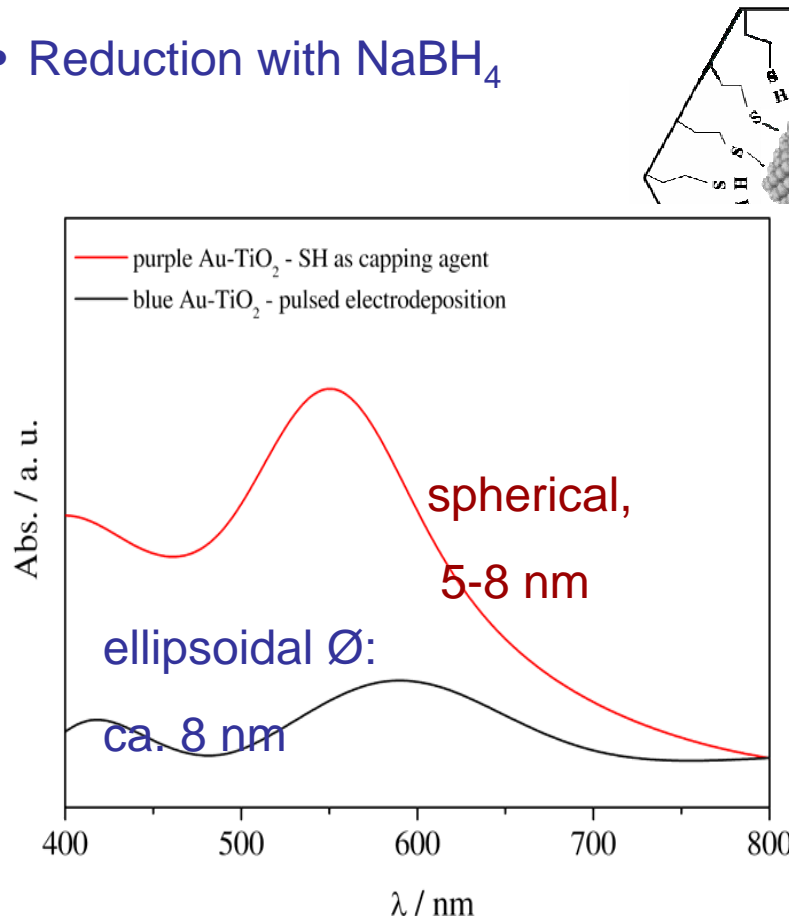 • Reduction with NaBH₄
S
H
S
S
S H
purple Au-TiO₂ - SH as capping agent
blue Au-TiO₂ - pulsed electrodeposition
Abs. / a. u.
spherical,
5-8 nm
ellipsoidal Ø:
ca. 8 nm
400 500 600 700 800
λ / nm